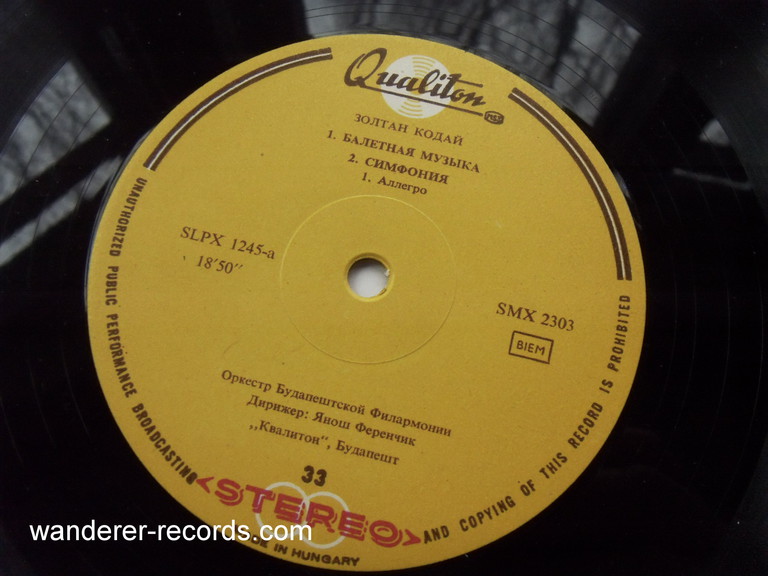 Qualiton
ЗОЛТАН КОДАЙ
1. БАЛЕТНАЯ МУЗЫКА
2. СИМФОНИЯ
1. Аллегро
SLPX 1245-a
18'50"
SMX 2303
BIEM
Оркестр Будапештской Филармонии
Дирижер: Янош Ференчик
„Квалитон", Будапешт
33
STEREO
UNAUTHORIZED PUBLIC PERFORMANCE BROADCASTING
AND COPYING OF THIS RECORD IS PROHIBITED
IN HUNGARY
wanderer-records.com